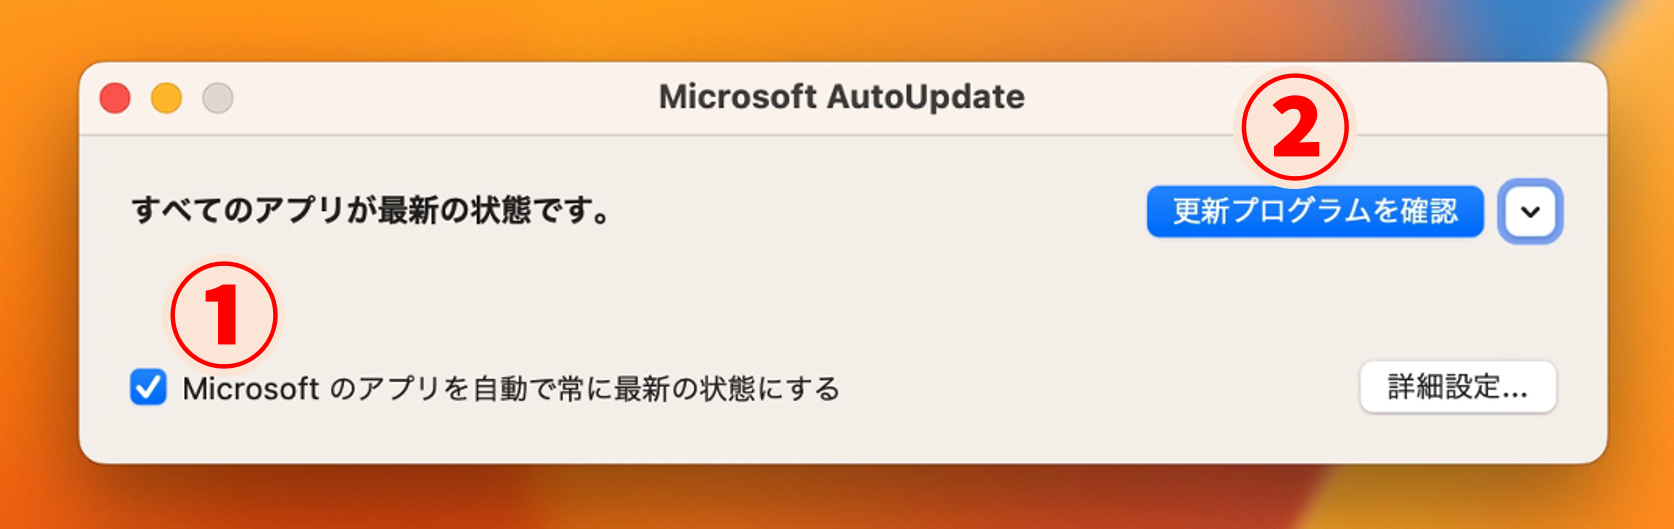 Microsoft AutoUpdate
2
すべてのアプリが最新の状態です。
更新プログラムを確認
1
Microsoft のアプリを自動で常に最新の状態にする
詳細設定...